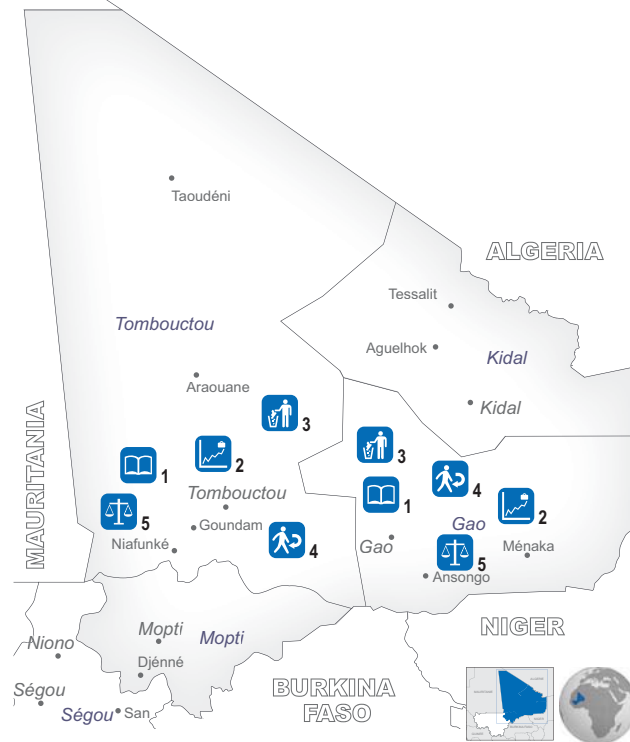 Taoudéni
ALGERIA
Tessalit
Tombouctou
Aguelhok
Kidal
Araouane
Kidal
MAURITANIA
3
3
2
1
4
1
2
Tombouctou
5
Gao
Goundam
4
Niafunké
Gao
5
Ménaka
Ansongo
NIGER
Mopti
Mopti
Niono
Djénné
BURKINA
FASO
Ségou
Ségou
San